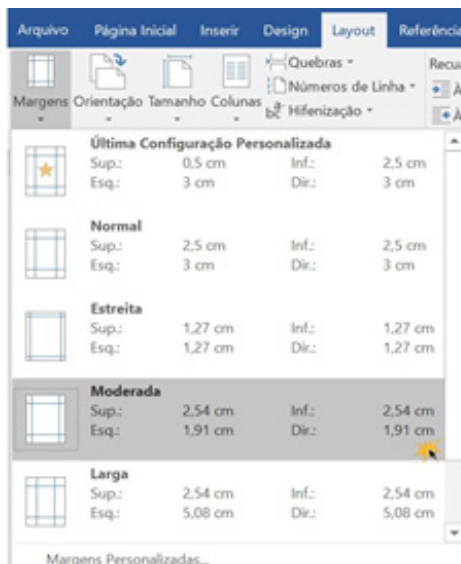 Arquivo Página Inicial Inserir Design Layout Referência
Margens Orientação Tamanho Colunas
Quebras
Números de Linha
Hifenização
Recua
À
À
Última Configuração Personalizada
Sup.: 0,5 cm Inf.: 2,5 cm
Esq.: 3 cm Dir.: 3 cm
Normal
Sup.: 2,5 cm Inf.: 2,5 cm
Esq.: 3 cm Dir.: 3 cm
Estreita
Sup.: 1,27 cm Inf.: 1,27 cm
Esq.: 1,27 cm Dir.: 1,27 cm
Moderada
Sup.: 2,54 cm Inf.: 2,54 cm
Esq.: 1,91 cm Dir.: 1,91 cm
Larga
Sup.: 2,54 cm Inf.: 2,54 cm
Esq.: 5,08 cm Dir.: 5,08 cm
Margens Personalizadas...